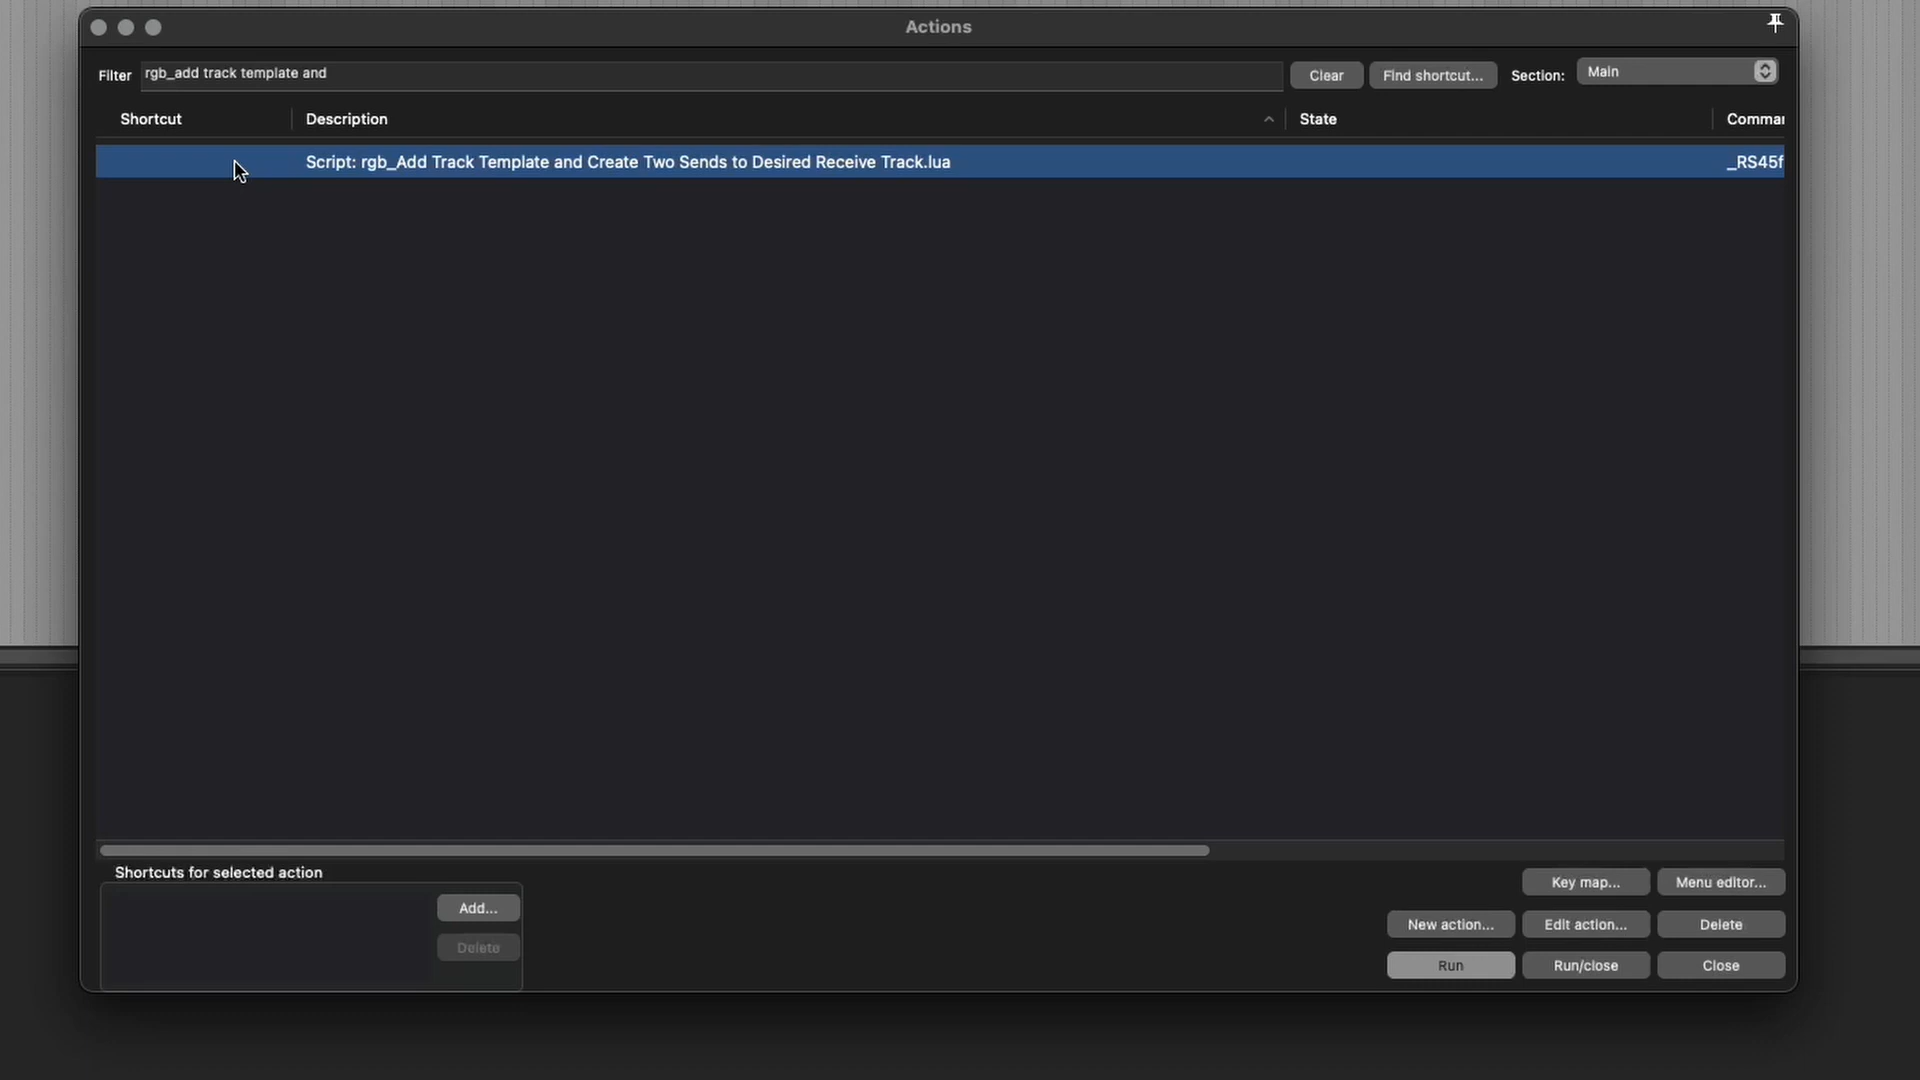 Actions
Filter rgb_add track template and Clear Find shortcut... Section: Main
Shortcut Description State Commar
Script: rgb_Add Track Template and Create Two Sends to Desired Receive Track.lua _RS45f
Shortcuts for selected action
Key map... Menu editor...
Add...
New action... Edit action... Delete
Delete
Run Run/close Close